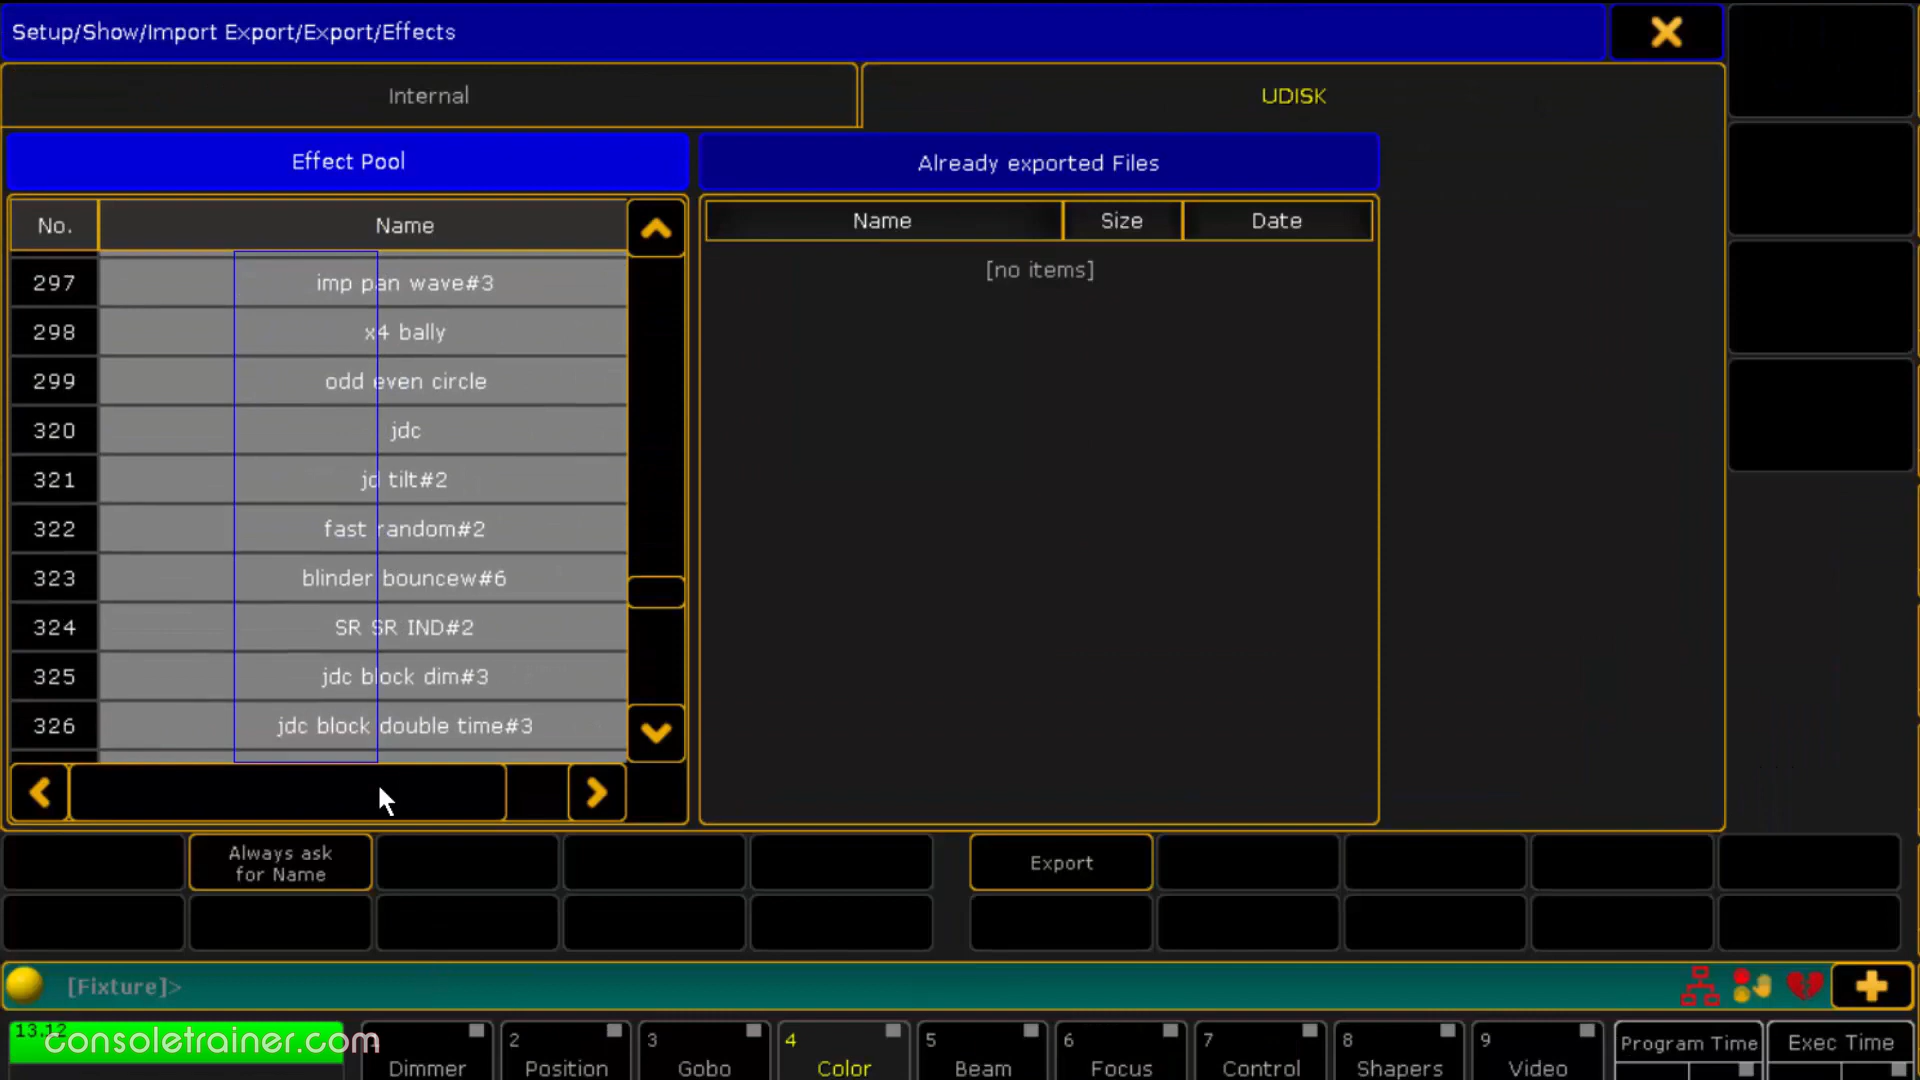 Setup/Show/Import Export/Export/Effects
Internal
UDISK
Effect Pool
Already exported Files
No. Name
Name Size Date
297 imp pan wave#3
[no items]
298 x4 bally
299 odd even circle
320 jdc
321 jd tilt#2
322 fast random#2
323 blinder bouncew#6
324 SR SR IND#2
325 jdc block dim#3
326 jdc block double time#3
Always ask
for Name
Export
[Fixture]>
13.12
consoletrainer.com
Dimmer
2
Position
3
Gobo
4
Color
5
Beam
6
Focus
7
Control
8
Shapers
9
Video
Program Time
Exec Time